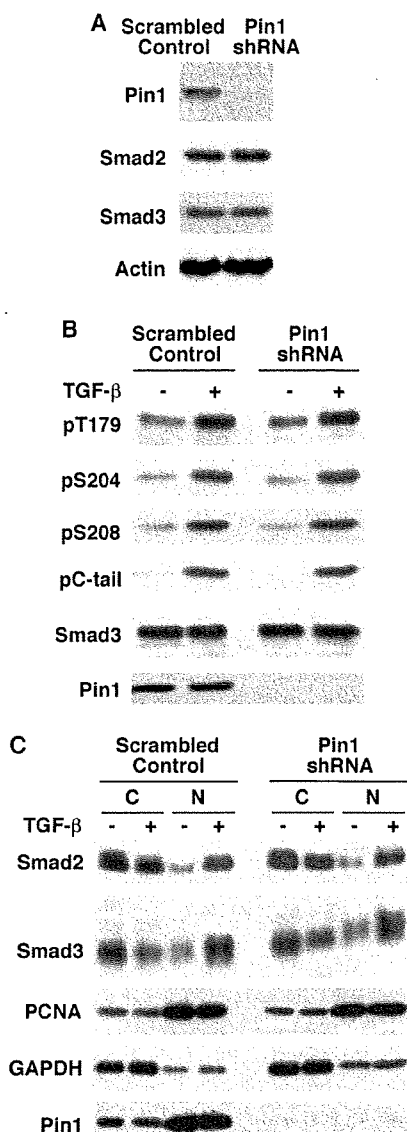 A
Scrambled Control
Pin1 shRNA
Pin1
Smad2
Smad3
Actin
B
Scrambled Control
Pin1 shRNA
TGF-β - + - +
pT179
pS204
pS208
pC-tail
Smad3
Pin1
C
Scrambled Control
Pin1 shRNA
C N C N
TGF-β - + - + - + - +
Smad2
Smad3
PCNA
GAPDH
Pin1